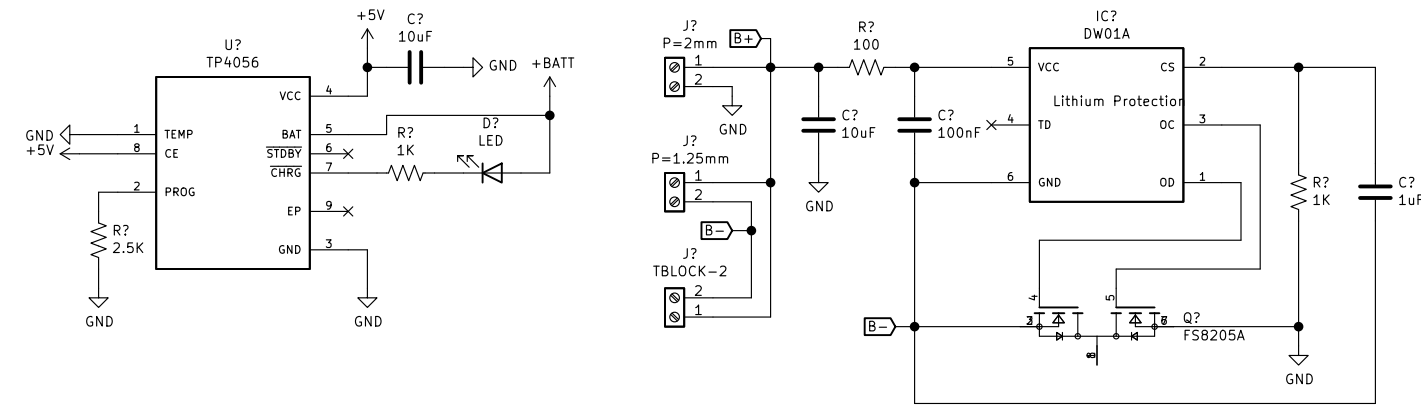 +5V
C?
10uF
GND
U?
TP4056
+BATT
VCC 4
GND
+5V
1 TEMP
8 CE
2 PROG
BAT 5
STDBY 6
CHRG 7
EP 9
GND 3
R?
1K
D?
LED
R?
2.5K
GND
GND
J?
P=2mm
1
2
B+
GND
J?
P=1.25mm
1
2
B-
J?
TBLOCK-2
2
1
R?
100
C?
10uF
GND
C?
100nF
IC?
DW01A
5 VCC
CS 2
Lithium Protection
4 TD
OC 3
6 GND
OD 1
R?
1K
C?
1uF
B-
4
5
Q?
FS8205A
8
GND